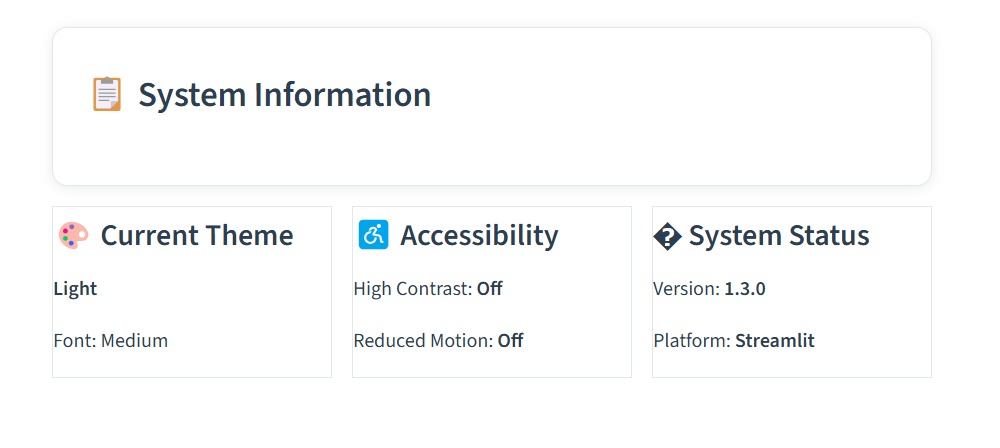 📋 System Information
🎨 Current Theme
Light
Font: Medium
♿ Accessibility
High Contrast: Off
Reduced Motion: Off
� System Status
Version: 1.3.0
Platform: Streamlit